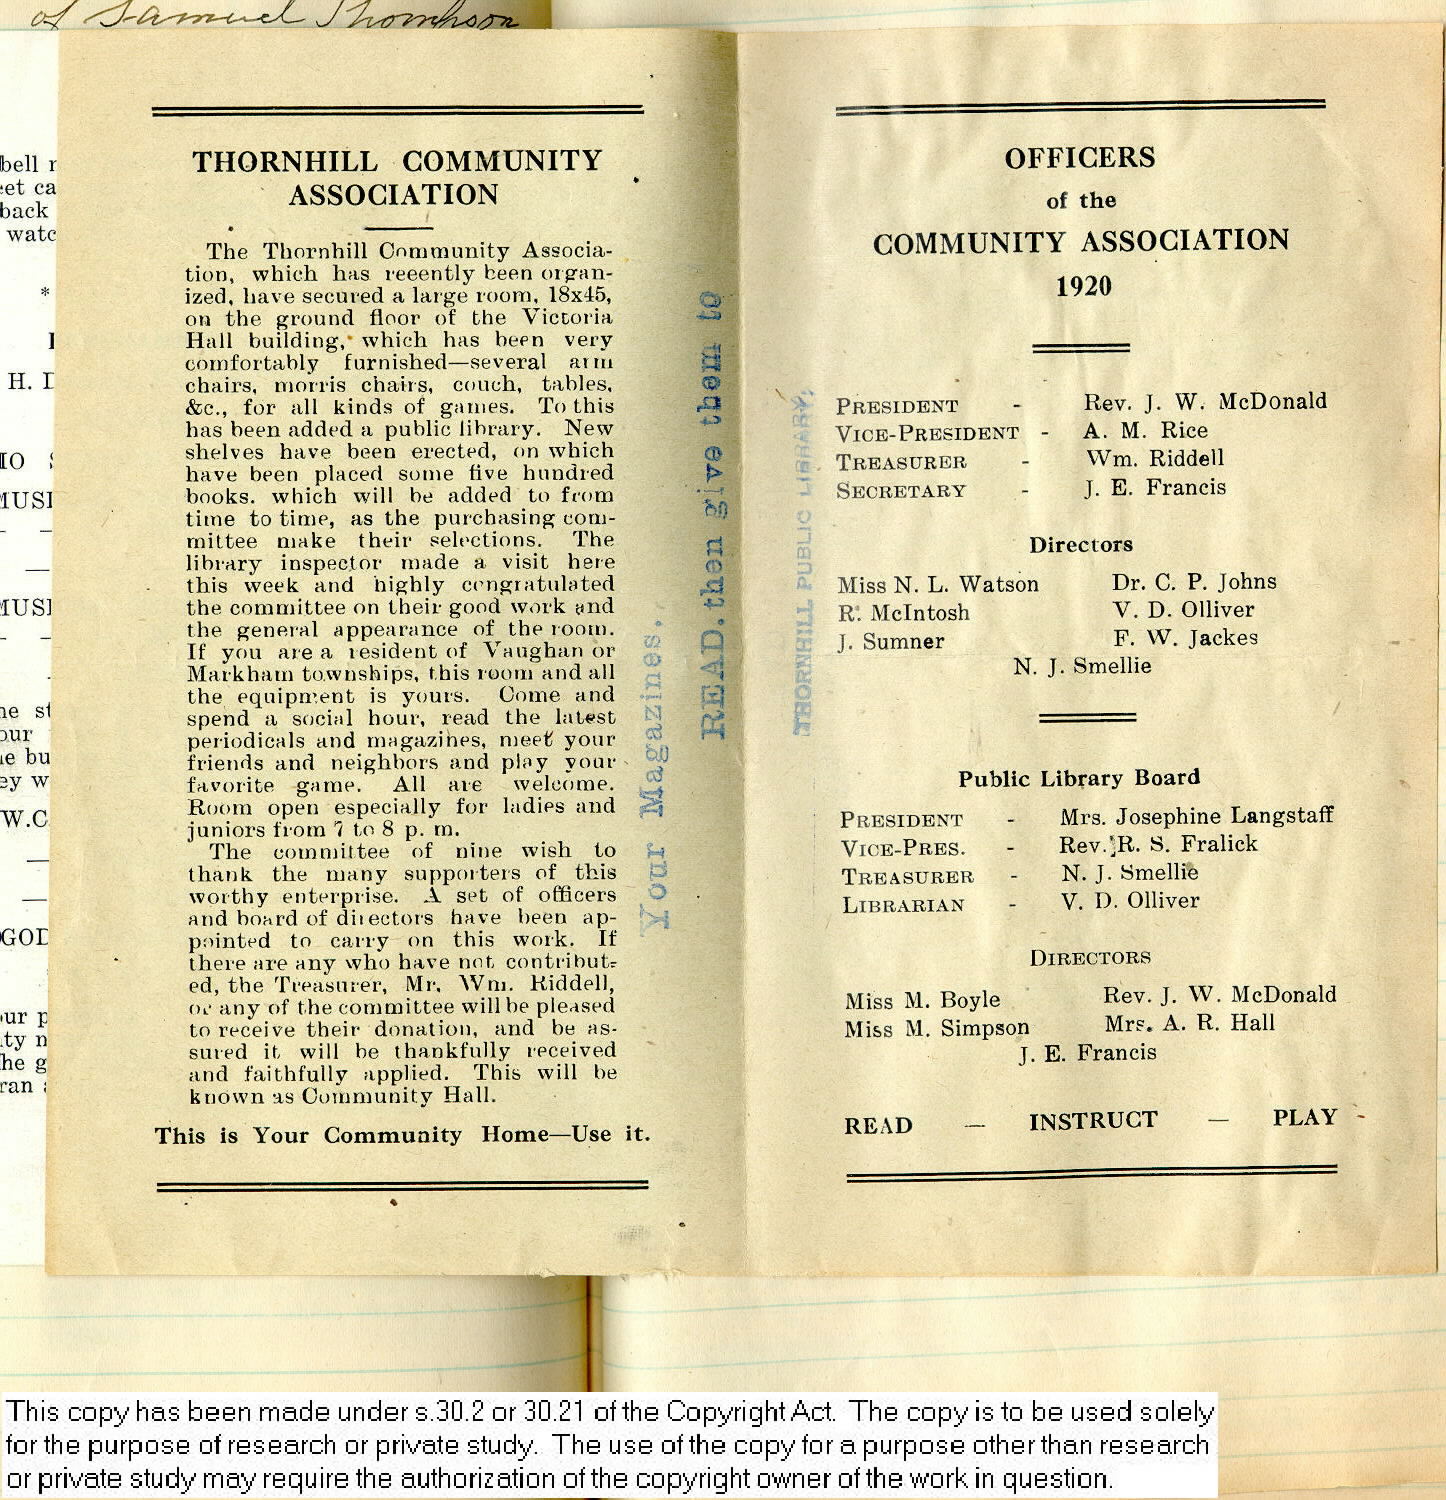 of Samuel Thompson
THORNHILL COMMUNITY
ASSOCIATION
The Thornhill Community Associa-
tion, which has reeently been organ-
ized, have secured a large room, 18x45,
on the ground floor of the Victoria
Hall building, which has been very
comfortably furnished—several arm
chairs, morris chairs, couch, tables,
&c., for all kinds of games. To this
has been added a public library. New
shelves have been erected, on which
have been placed some five hundred
books. which will be added to from
time to time, as the purchasing com-
mittee make their selections. The
library inspector made a visit here
this week and highly congratulated
the committee on their good work and
the general appearance of the room.
If you are a resident of Vaughan or
Markham townships, this room and all
the equipment is yours. Come and
spend a social hour, read the latest
periodicals and magazines, meet your
friends and neighbors and play your
favorite game. All are welcome.
Room open especially for ladies and
juniors from 7 to 8 p. m.
The committee of nine wish to
thank the many supporters of this
worthy enterprise. A set of officers
and board of directors have been ap-
pointed to carry on this work. If
there are any who have not contribut-
ed, the Treasurer, Mr. Wm. Riddell,
or any of the committee will be pleased
to receive their donation, and be as-
sured it will be thankfully received
and faithfully applied. This will be
known as Community Hall.
This is Your Community Home—Use it.
Your Magazines,
READ.then give them to
THORNHILL PUBLIC LIBRARY.
OFFICERS
of the
COMMUNITY ASSOCIATION
1920
PRESIDENT - Rev. J. W. McDonald
VICE-PRESIDENT - A. M. Rice
TREASURER - Wm. Riddell
SECRETARY - J. E. Francis
Directors
Miss N. L. Watson Dr. C. P. Johns
R. McIntosh V. D. Olliver
J. Sumner F. W. Jackes
N. J. Smellie
Public Library Board
PRESIDENT - Mrs. Josephine Langstaff
VICE-PRES. - Rev. R. S. Fralick
TREASURER - N. J. Smellie
LIBRARIAN - V. D. Olliver
DIRECTORS
Miss M. Boyle Rev. J. W. McDonald
Miss M. Simpson Mrs. A. R. Hall
J. E. Francis
READ — INSTRUCT — PLAY
This copy has been made under s.30.2 or 30.21 of the Copyright Act. The copy is to be used solely
for the purpose of research or private study. The use of the copy for a purpose other than research
or private study may require the authorization of the copyright owner of the work in question.